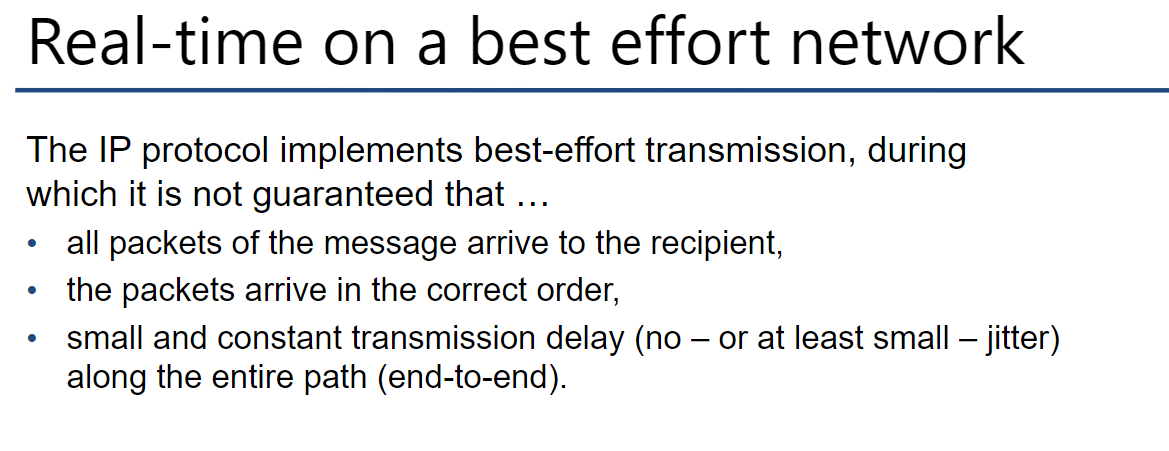 Real-time on a best effort network
The IP protocol implements best-effort transmission, during
which it is not guaranteed that …
• all packets of the message arrive to the recipient,
• the packets arrive in the correct order,
• small and constant transmission delay (no – or at least small – jitter)
along the entire path (end-to-end).